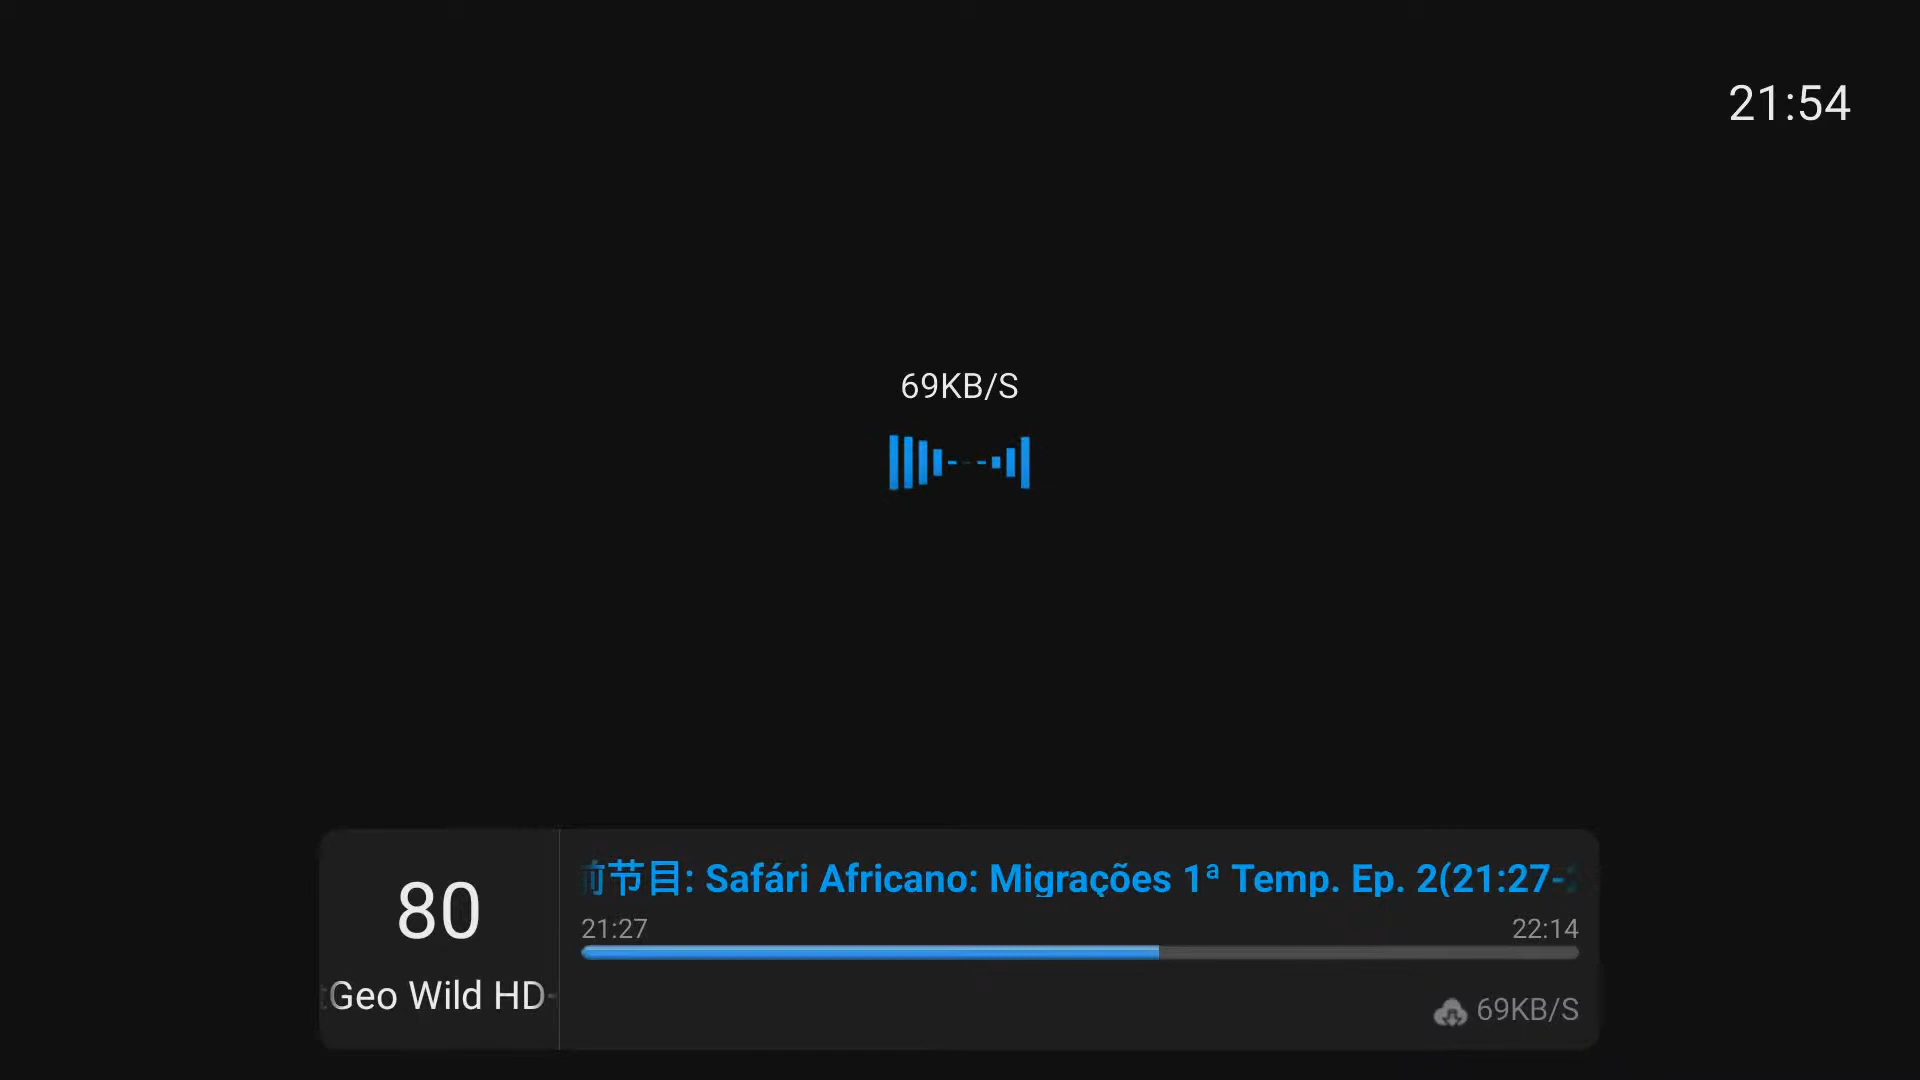 21:54
69KB/S
前节目: Safári Africano: Migrações 1ª Temp. Ep. 2(21:27-
80
21:27
22:14
Geo Wild HD-
69KB/S